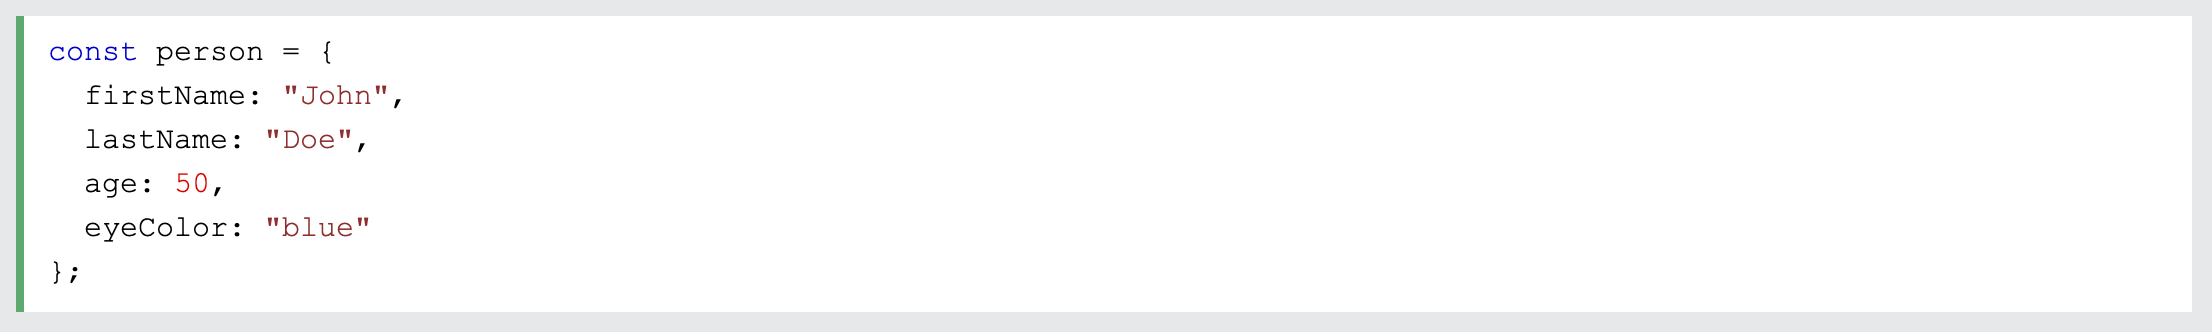 const person = {
  firstName: "John",
  lastName: "Doe",
  age: 50,
  eyeColor: "blue"
};